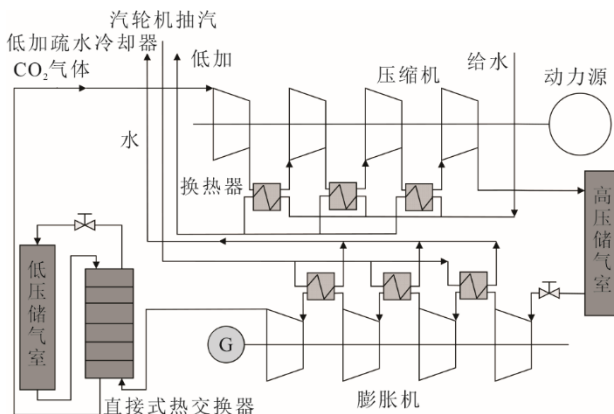 汽轮机抽汽
低加疏水冷却器
CO₂气体
低加
压缩机
给水
动力源
水
换热器
高压储气室
低压储气室
G
直接式热交换器
膨胀机